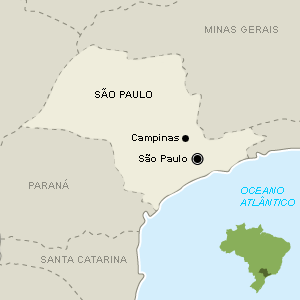 MINAS GERAIS
SÃO PAULO
Campinas
São Paulo
PARANÁ
OCEANO
ATLÂNTICO
SANTA CATARINA